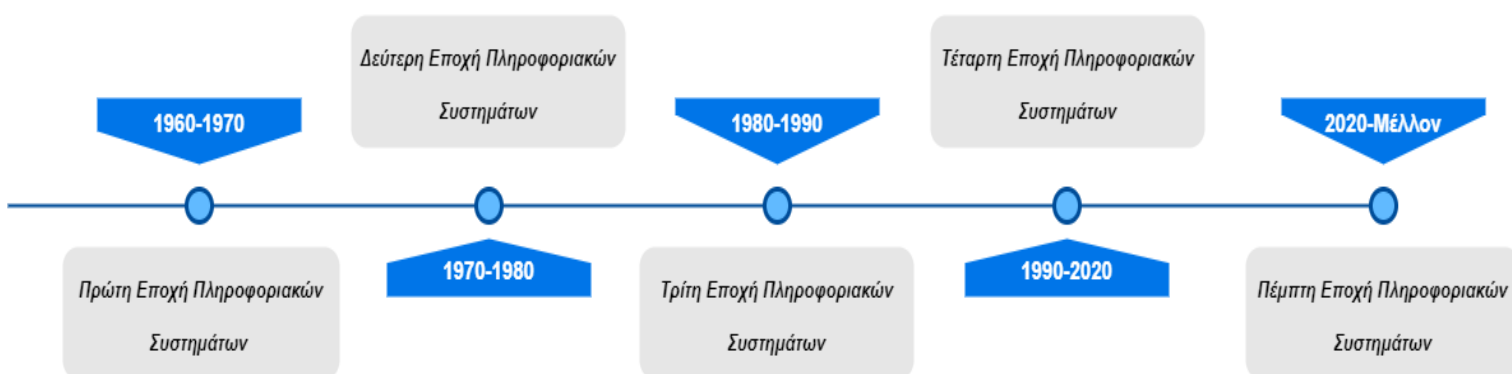 1960-1970
Πρώτη Εποχή Πληροφοριακών
Συστημάτων
Δεύτερη Εποχή Πληροφοριακών
Συστημάτων
1970-1980
1980-1990
Τρίτη Εποχή Πληροφοριακών
Συστημάτων
Τέταρτη Εποχή Πληροφοριακών
Συστημάτων
1990-2020
2020-Μέλλον
Πέμπτη Εποχή Πληροφοριακών
Συστημάτων